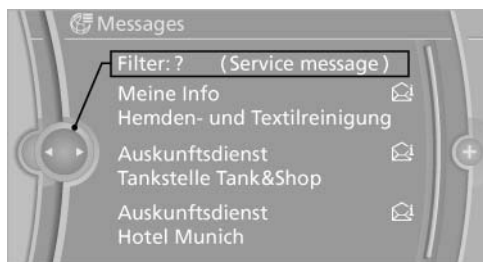 Messages
Filter: ? (Service message)
Meine Info
Hemden- und Textilreinigung
Auskunftsdienst
Tankstelle Tank&Shop
Auskunftsdienst
Hotel Munich